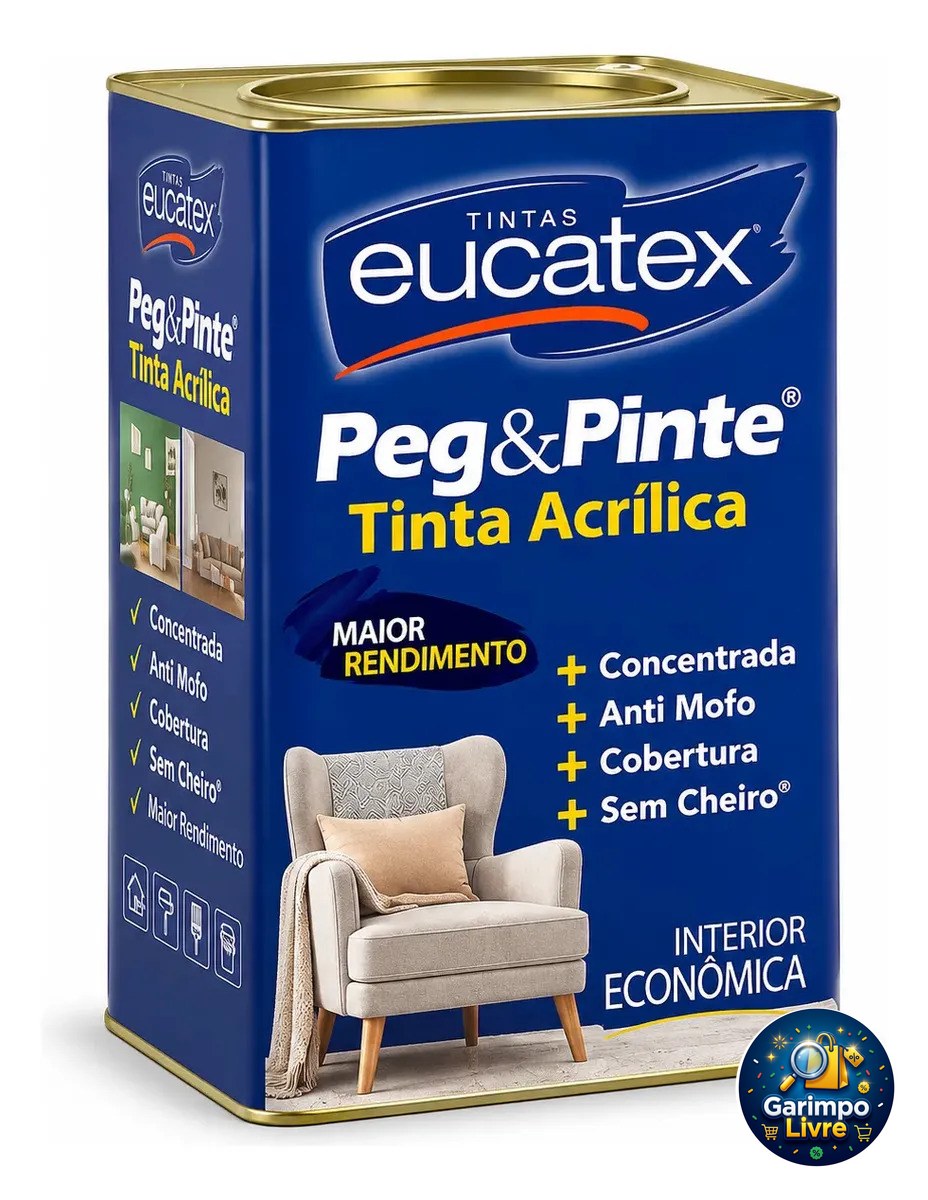 TINTAS
eucatex®
Peg&Pinte®
Tinta Acrílica
MAIOR
RENDIMENTO
+ Concentrada
+ Anti Mofo
+ Cobertura
+ Sem Cheiro®
INTERIOR
ECONÔMICA
TINTAS
eucatex
Peg&Pinte®
Tinta Acrílica
✓ Concentrada
✓ Anti Mofo
✓ Cobertura
✓ Sem Cheiro®
✓ Maior Rendimento
Garimpo
Livre